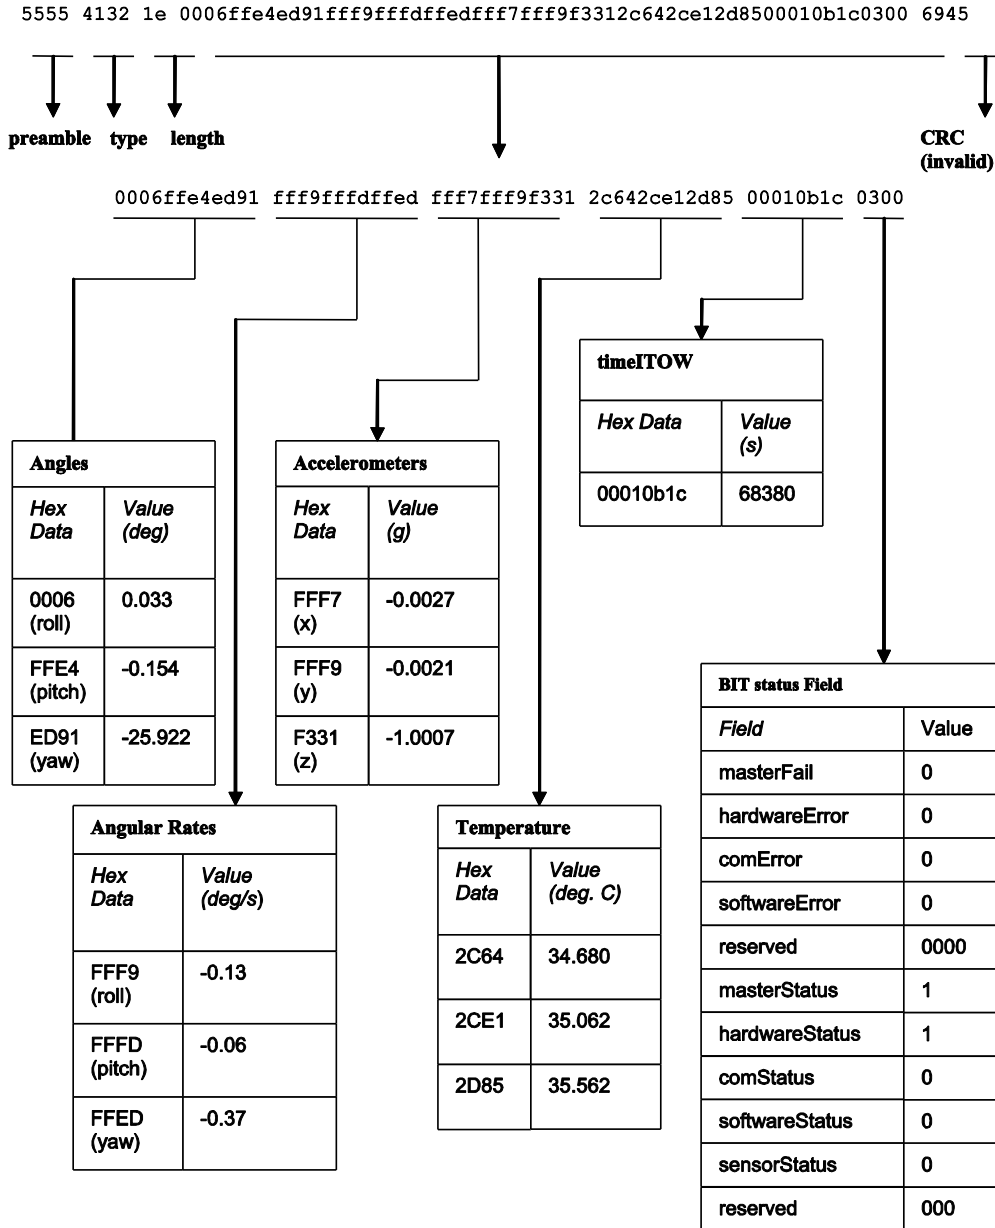 5555 4132 1e 0006ffe4ed91fff9fffdffedfff7fff9f3312c642ce12d8500010b1c0300 6945
preamble type length
CRC
(invalid)
0006ffe4ed91 fff9fffdffed fff7fff9f331 2c642ce12d85 00010b1c 0300
timeITOW
Hex Data Value
(s)
00010b1c 68380
Angles
Hex
Data
Value
(deg)
0006
(roll)
0.033
FFE4
(pitch)
-0.154
ED91
(yaw)
-25.922
Accelerometers
Hex
Data
Value
(g)
FFF7
(x)
-0.0027
FFF9
(y)
-0.0021
F331
(z)
-1.0007
Angular Rates
Hex
Data
Value
(deg/s)
FFF9
(roll)
-0.13
FFFD
(pitch)
-0.06
FFED
(yaw)
-0.37
Temperature
Hex
Data
Value
(deg. C)
2C64 34.680
2CE1 35.062
2D85 35.562
BIT status Field
Field Value
masterFail 0
hardwareError 0
comError 0
softwareError 0
reserved 0000
masterStatus 1
hardwareStatus 1
comStatus 0
softwareStatus 0
sensorStatus 0
reserved 000